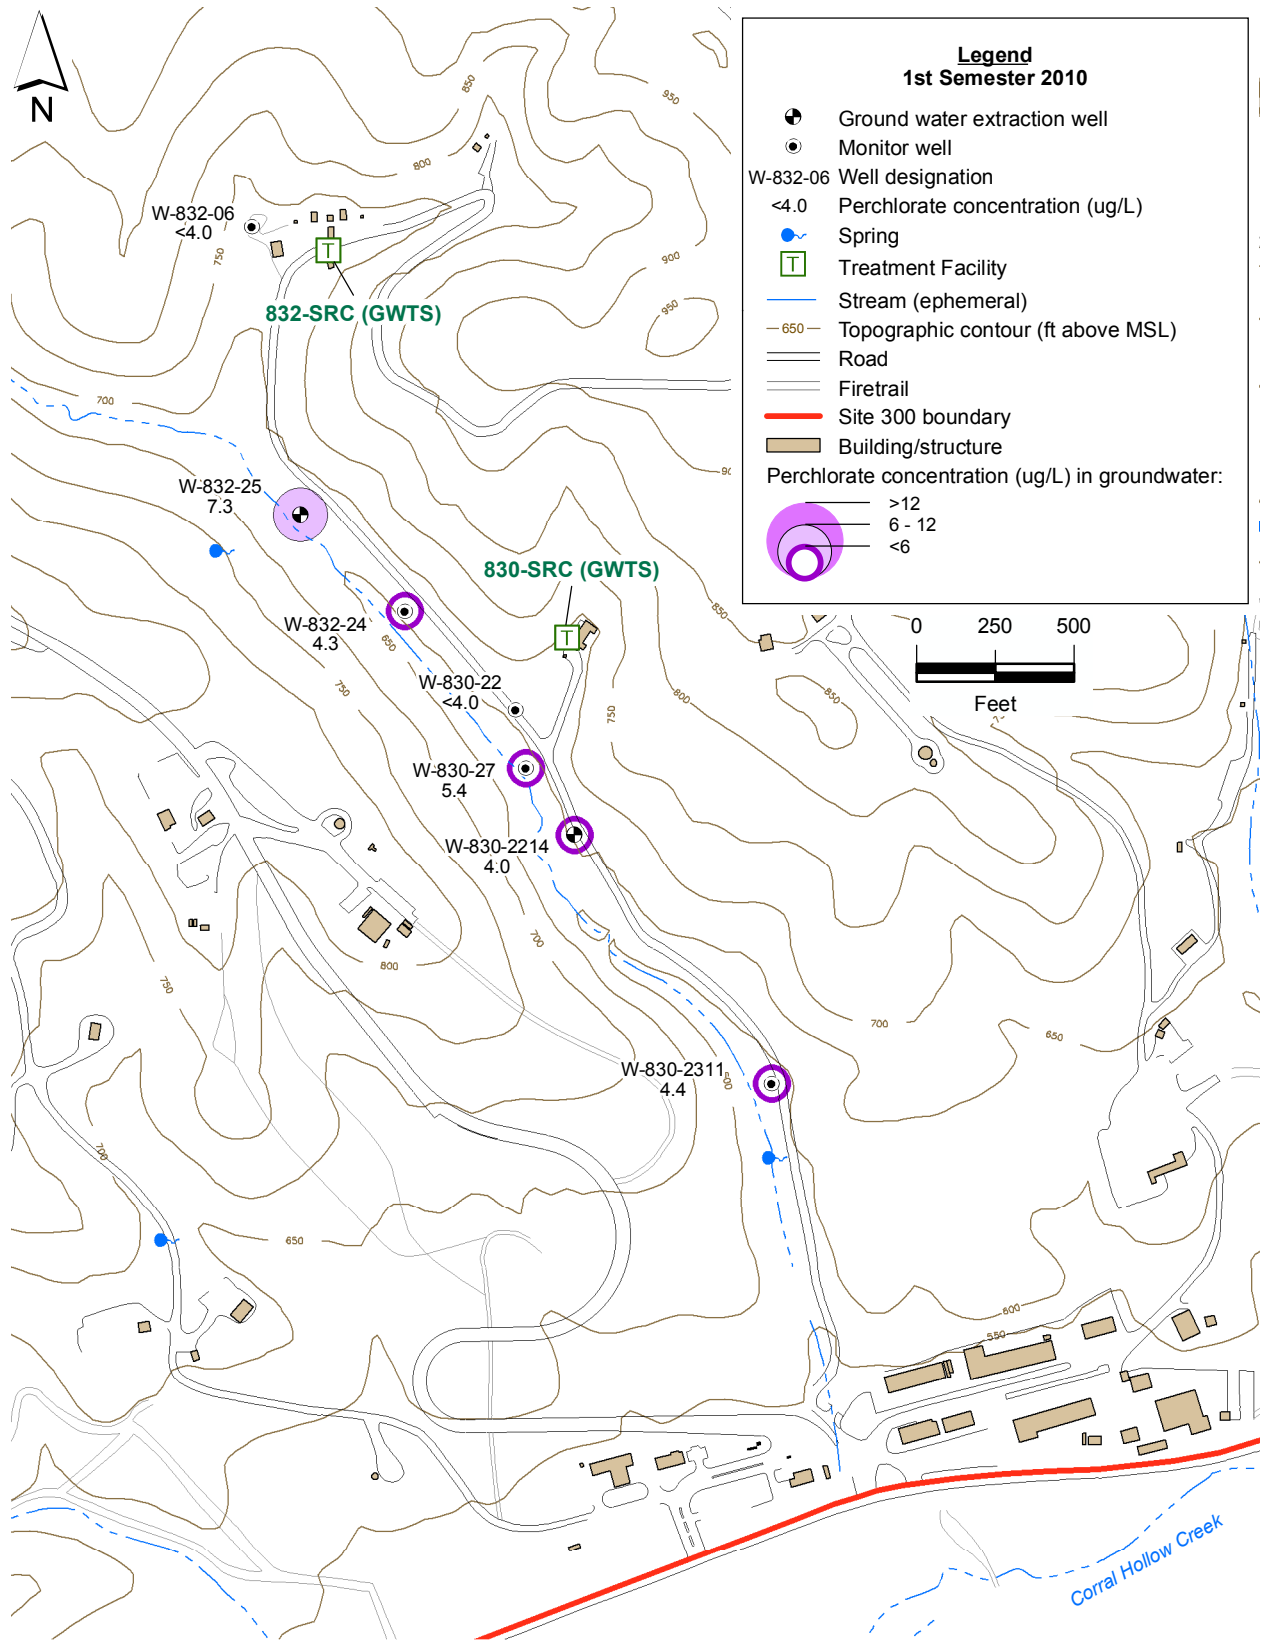 N
Legend
1st Semester 2010
Ground water extraction well
Monitor well
W-832-06 Well designation
<4.0 Perchlorate concentration (ug/L)
Spring
T Treatment Facility
Stream (ephemeral)
650 Topographic contour (ft above MSL)
Road
Firetrail
Site 300 boundary
Building/structure
Perchlorate concentration (ug/L) in groundwater:
>12
6 - 12
<6
0 250 500
Feet
850
950
800
W-832-06
<4.0
750
T
832-SRC (GWTS)
900
950
700
W-832-25
7.3
830-SRC (GWTS)
T
850
W-832-24
4.3
650
W-830-22
<4.0
750
800
850
750
W-830-27
5.4
W-830-2214
4.0
700
800
750
700
650
W-830-2311
4.4
700
650
600
550
Corral Hollow Creek